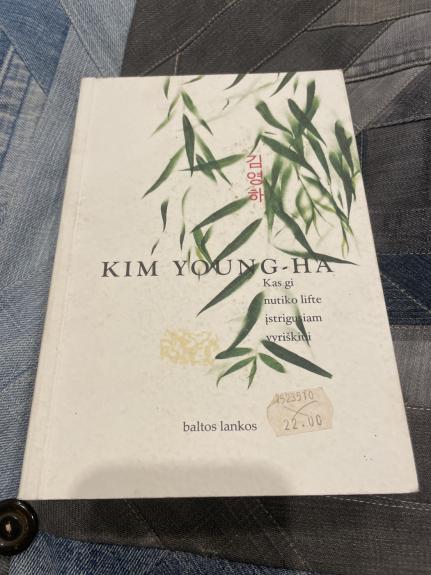 김영하
KIM YOUNG-HA
Kas gi
nutiko lifte
įstrigusiam
vyriškiui
baltos lankos
22.00